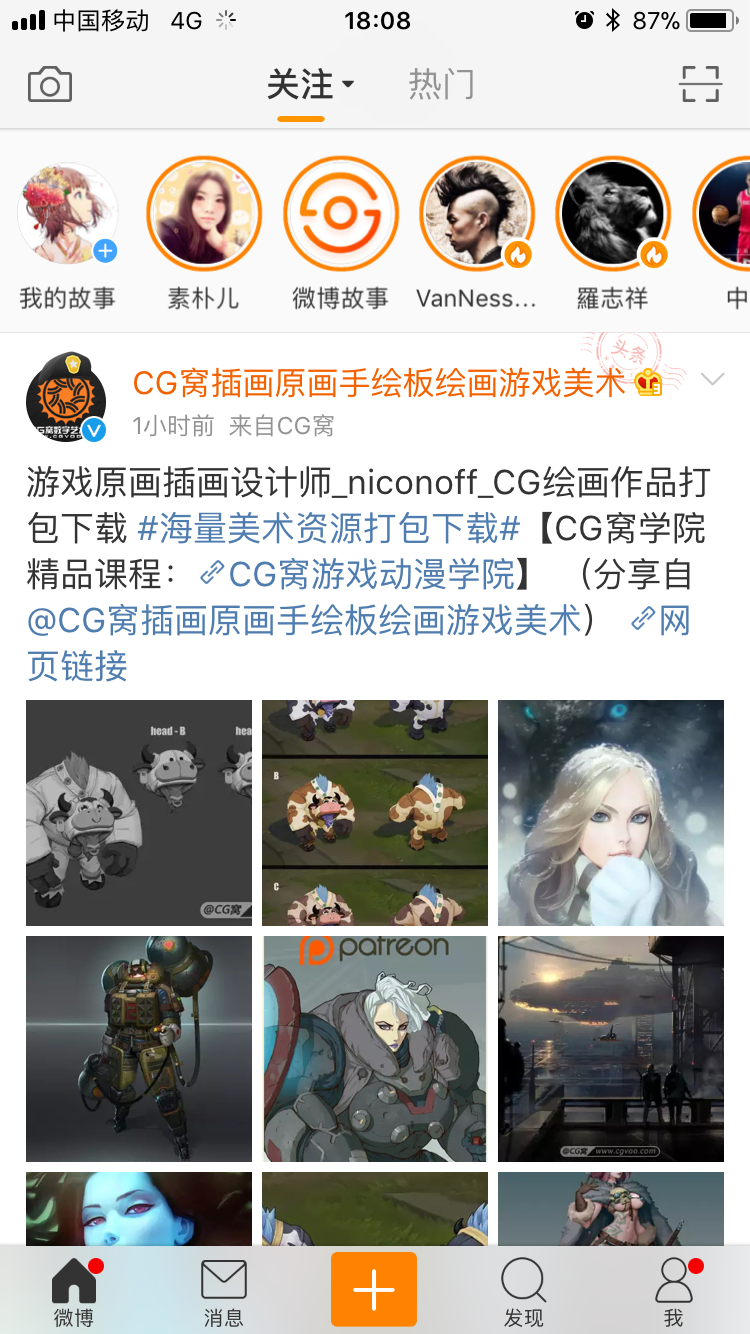 中国移动 4G 18:08 87%
关注 热门
我的故事 素朴儿 微博故事 VanNess... 羅志祥 中
头条
CG窝插画原画手绘板绘画游戏美术
1小时前 来自CG窝
游戏原画插画设计师_niconoff_CG绘画作品打
包下载 #海量美术资源打包下载#【CG窝学院
精品课程： CG窝游戏动漫学院】 （分享自
@CG窝插画原画手绘板绘画游戏美术） 网
页链接
head - B hea
B
C
@CG窝
patreon
@CG窝 www.cgvoo.com
微博 消息 发现 我